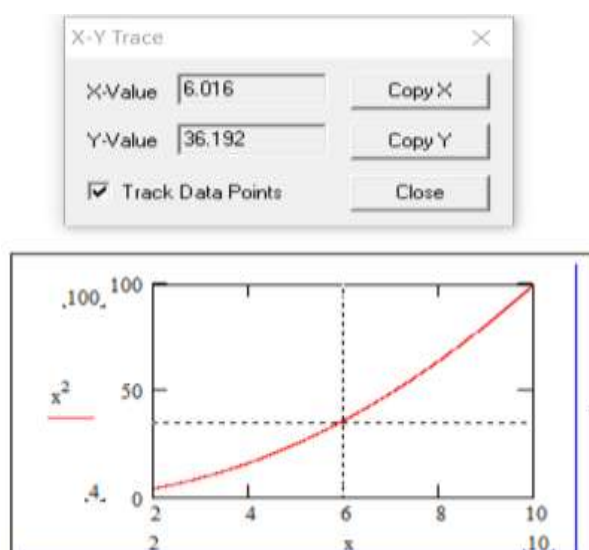 X-Y Trace
X-Value 6.016 Copy X
Y-Value 36.192 Copy Y
Track Data Points Close
100 100
x²
50
4 0
2 4 6 8 10
2 x 10